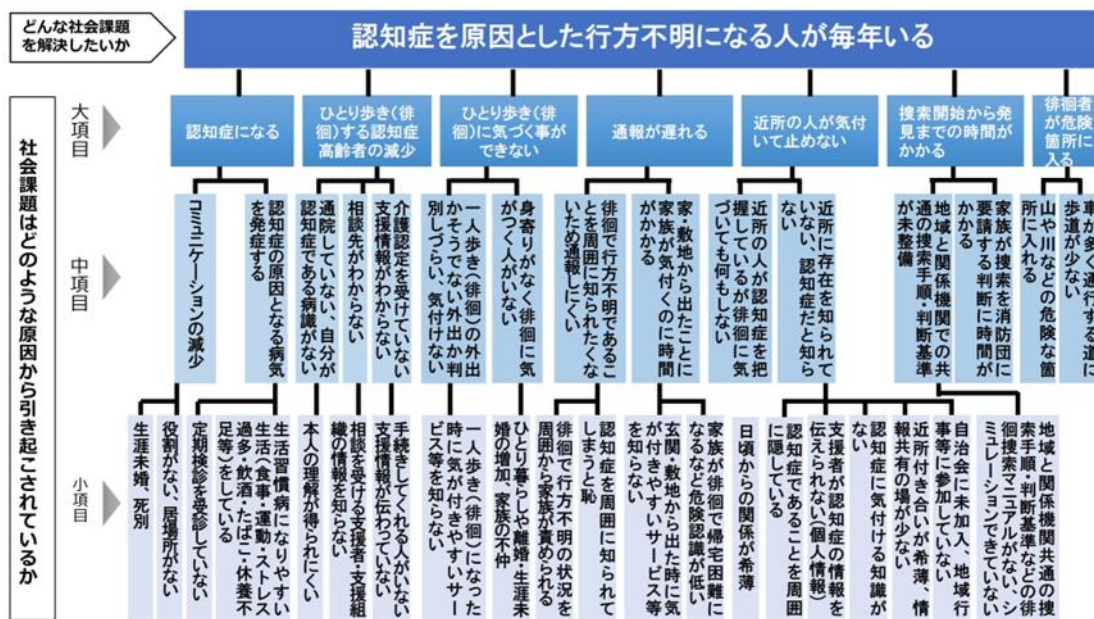 どんな社会課題
を解決したいか
認知症を原因とした行方不明になる人が毎年いる
社会課題はどのような原因から引き起こされているか
大項目
認知症になる
ひとり歩き(徘
徊)する認知症
高齢者の減少
ひとり歩き(徘
徊)に気づく事が
できない
通報が遅れる
近所の人が気付
いて止めない
捜索開始から発
見までの時間が
かかる
徘徊者
が危険
箇所に
入る
中項目
コミュニケーションの減少
認知症の原因となる病気
を発症する
通院していない、自分が
認知症である病識がない
相談先がわからない
介護認定を受けていない
支援情報がわからない
一人歩き(徘徊)の外出
かそうでない外出か判
別しづらい、気付けない
身寄りがなく徘徊に気
がつく人がいない
徘徊で行方不明であるこ
とを周囲に知られたくな
いため通報しにくい
家・敷地から出たことに
家族が気付くのに時間
がかかる
近所の人が認知症を把
握しているが徘徊に気
づいても何もしない
近所に存在を知られて
いない、認知症だと知ら
ない
地域と関係機関での共
通の捜索手順・判断基準
が未整備
家族が捜索を消防団に
要請する判断に時間が
かかる
山や川などの危険な箇
所に入れる
車が多く通行する道に
歩道が少ない
小項目
生涯未婚、死別
役割がない、居場所がない
定期検診を受診していない
生活習慣病になりやすい
生活(食事・運動・ストレス
過多・飲酒・たばこ・休養不
足等)をしている
本人の理解が得られにくい
相談を受ける支援者・支援組
織の情報を知らない
手続きしてくれる人がいない
支援情報が伝わっていない
一人歩き(徘徊)になった
時に気が付きやすいサー
ビス等を知らない
ひとり暮らしや離婚・生涯未
婚の増加、家族の不仲
徘徊で行方不明の状況を
周囲から家族が責められる
認知症を周囲に知られて
しまうと恥
玄関・敷地から出た時に気
が付きやすいサービス等
を知らない
家族が徘徊で帰宅困難に
なるなど危険認識が低い
日頃からの関係が希薄
認知症であることを周囲
に隠している
支援者が認知症の情報を
伝えられない(個人情報)
認知症に気付ける知識が
ない
近所付き合いが希薄、情
報共有の場が少ない
自治会に未加入、地域行
事等に参加していない
地域と関係機関共通の捜
索手順・判断基準などの徘
徊捜索マニュアルがない、シ
ミュレーションできていない